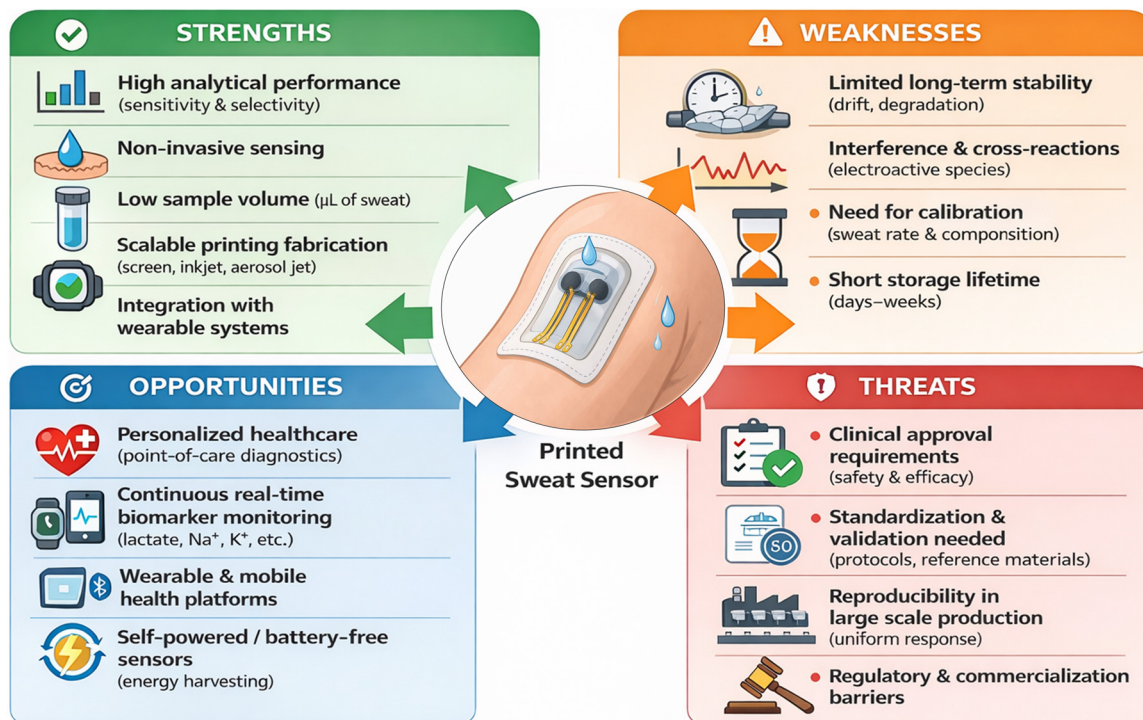 STRENGTHS
High analytical performance
(sensitivity & selectivity)
Non-invasive sensing
Low sample volume (µL of sweat)
Scalable printing fabrication
(screen, inkjet, aerosol jet)
Integration with
wearable systems
WEAKNESSES
Limited long-term stability
(drift, degradation)
Interference & cross-reactions
(electroactive species)
Need for calibration
(sweat rate & componsition)
Short storage lifetime
(days–weeks)
Printed
Sweat Sensor
OPPORTUNITIES
Personalized healthcare
(point-of-care diagnostics)
Continuous real-time
biomarker monitoring
(lactate, Na⁺, K⁺, etc.)
Wearable & mobile
health platforms
Self-powered / battery-free
sensors
(energy harvesting)
THREATS
Clinical approval
requirements
(safety & efficacy)
Standardization &
validation needed
(protocols, reference materials)
SO
Reproducibility in
large scale production
(uniform response)
Regulatory & commercialization
barriers